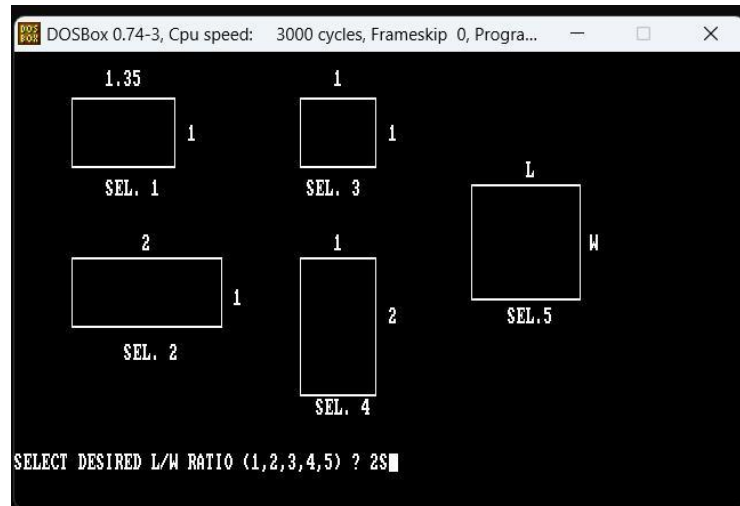 DOSBox 0.74-3, Cpu speed: 3000 cycles, Frameskip 0, Progra...
1.35
1
1
1
SEL. 1
SEL. 3
L
W
SEL.5
2
1
1
2
SEL. 2
SEL. 4
SELECT DESIRED L/W RATIO (1,2,3,4,5) ? 2S